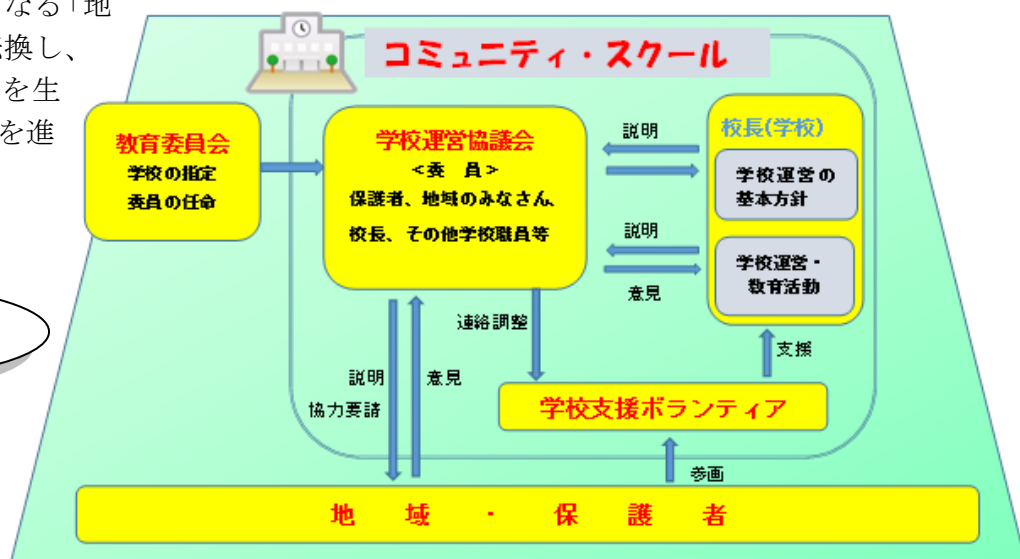 なる「地
換し、
を生
を進
コミュニティ・スクール
教育委員会
学校の指定
委員の任命
学校運営協議会
<委 員>
保護者、地域のみなさん、
校長、その他学校職員等
説明
校長(学校)
学校運営の
基本方針
説明
意見
学校運営・
教育活動
連絡調整
支援
説明
協力要請
意見
学校支援ボランティア
参画
地 域 ・ 保 護 者